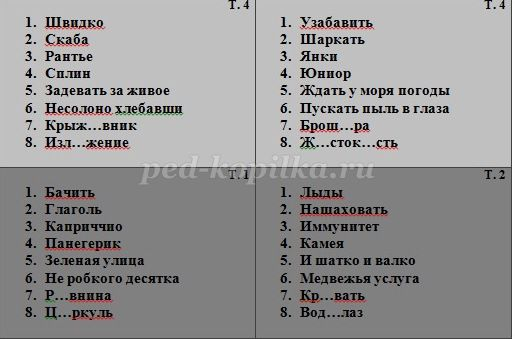 Т. 4
1. Швидко
2. Скаба
3. Рантье
4. Сплин
5. Задевать за живое
6. Несолоно хлебавши
7. Крыж…вник
8. Изл…жение
Т. 4
1. Узабавить
2. Шаркать
3. Янки
4. Юниор
5. Ждать у моря погоды
6. Пускать пыль в глаза
7. Брош…ра
8. Ж…сток…сть
ped-kopilka.ru
Т. 1
1. Бачить
2. Глаголь
3. Каприччио
4. Панегерик
5. Зеленая улица
6. Не робкого десятка
7. Р…внина
8. Ц…ркуль
Т. 2
1. Лыды
2. Нашаховать
3. Иммунитет
4. Камея
5. И шатко и валко
6. Медвежья услуга
7. Кр…вать
8. Вод…лаз